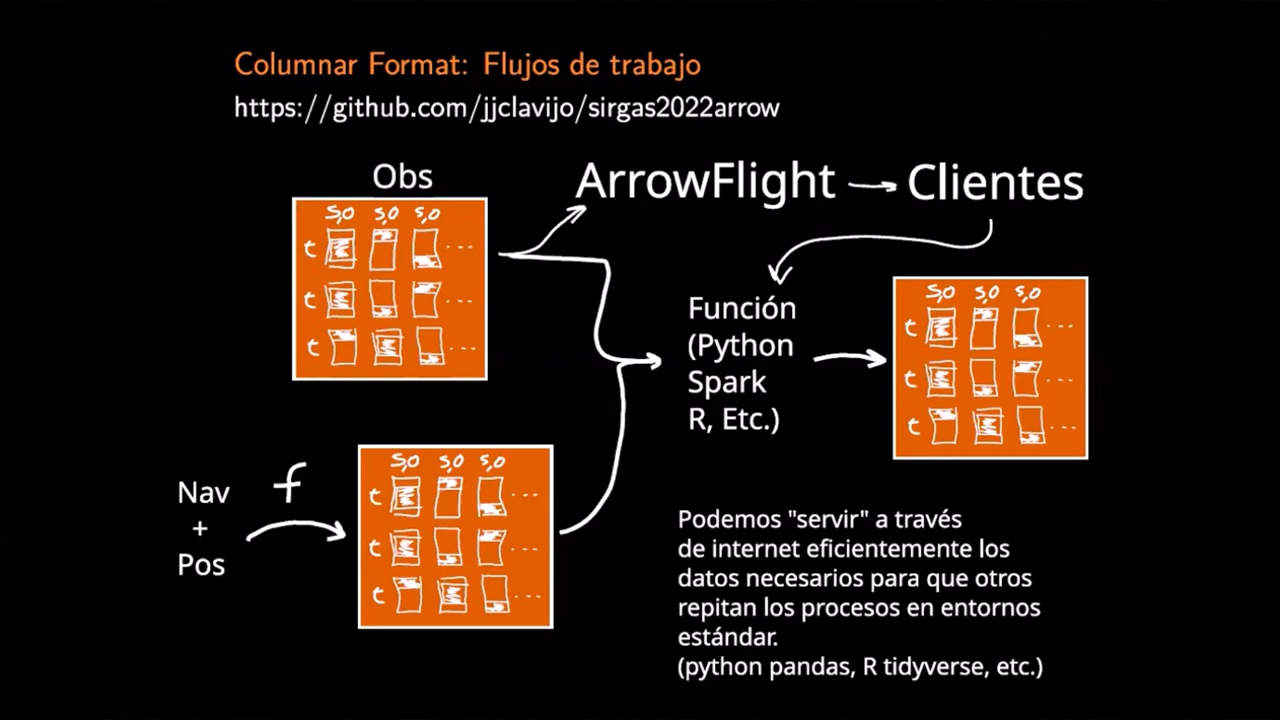 Columnar Format: Flujos de trabajo
https://github.com/jjclavijo/sirgas2022arrow
Obs
ArrowFlight
Clientes
S,O S,O S,O
t ...
t ...
t ...
Función
(Python
Spark
R, Etc.)
S,O S,O S,O
t ...
t ...
t ...
Nav
+
Pos
f
S,O S,O S,O
t ...
t ...
t ...
Podemos "servir" a través
de internet eficientemente los
datos necesarios para que otros
repitan los procesos en entornos
estándar.
(python pandas, R tidyverse, etc.)